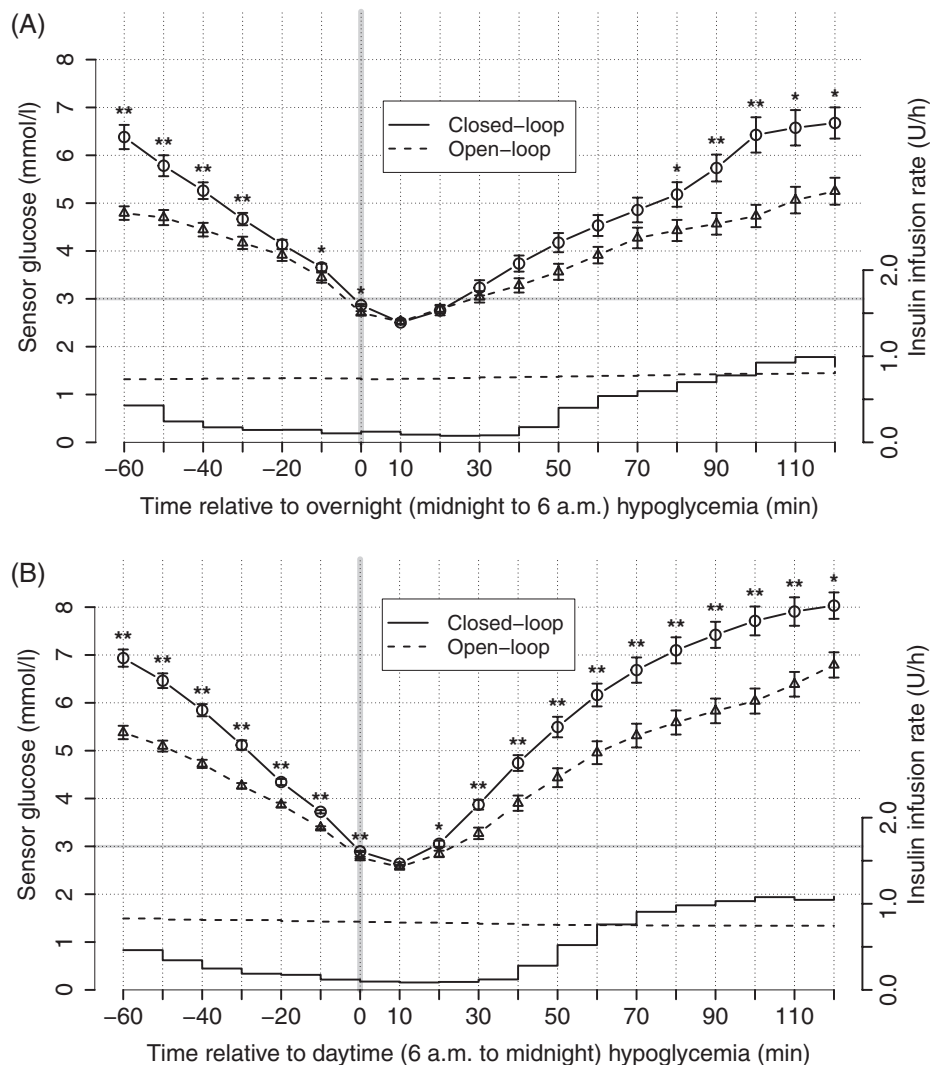 (A)
Sensor glucose (mmol/l)
8
7
6
5
4
3
2
1
0
** ** ** ** * * * ** ** * *
Closed−loop
Open−loop
Insulin infusion rate (U/h)
2.0
1.0
0.0
−60 −40 −20 0 10 30 50 70 90 110
Time relative to overnight (midnight to 6 a.m.) hypoglycemia (min)
(B)
Sensor glucose (mmol/l)
8
7
6
5
4
3
2
1
0
** ** ** ** ** ** ** * ** ** ** ** ** ** ** ** ** *
Closed−loop
Open−loop
Insulin infusion rate (U/h)
2.0
1.0
0.0
−60 −40 −20 0 10 30 50 70 90 110
Time relative to daytime (6 a.m. to midnight) hypoglycemia (min)